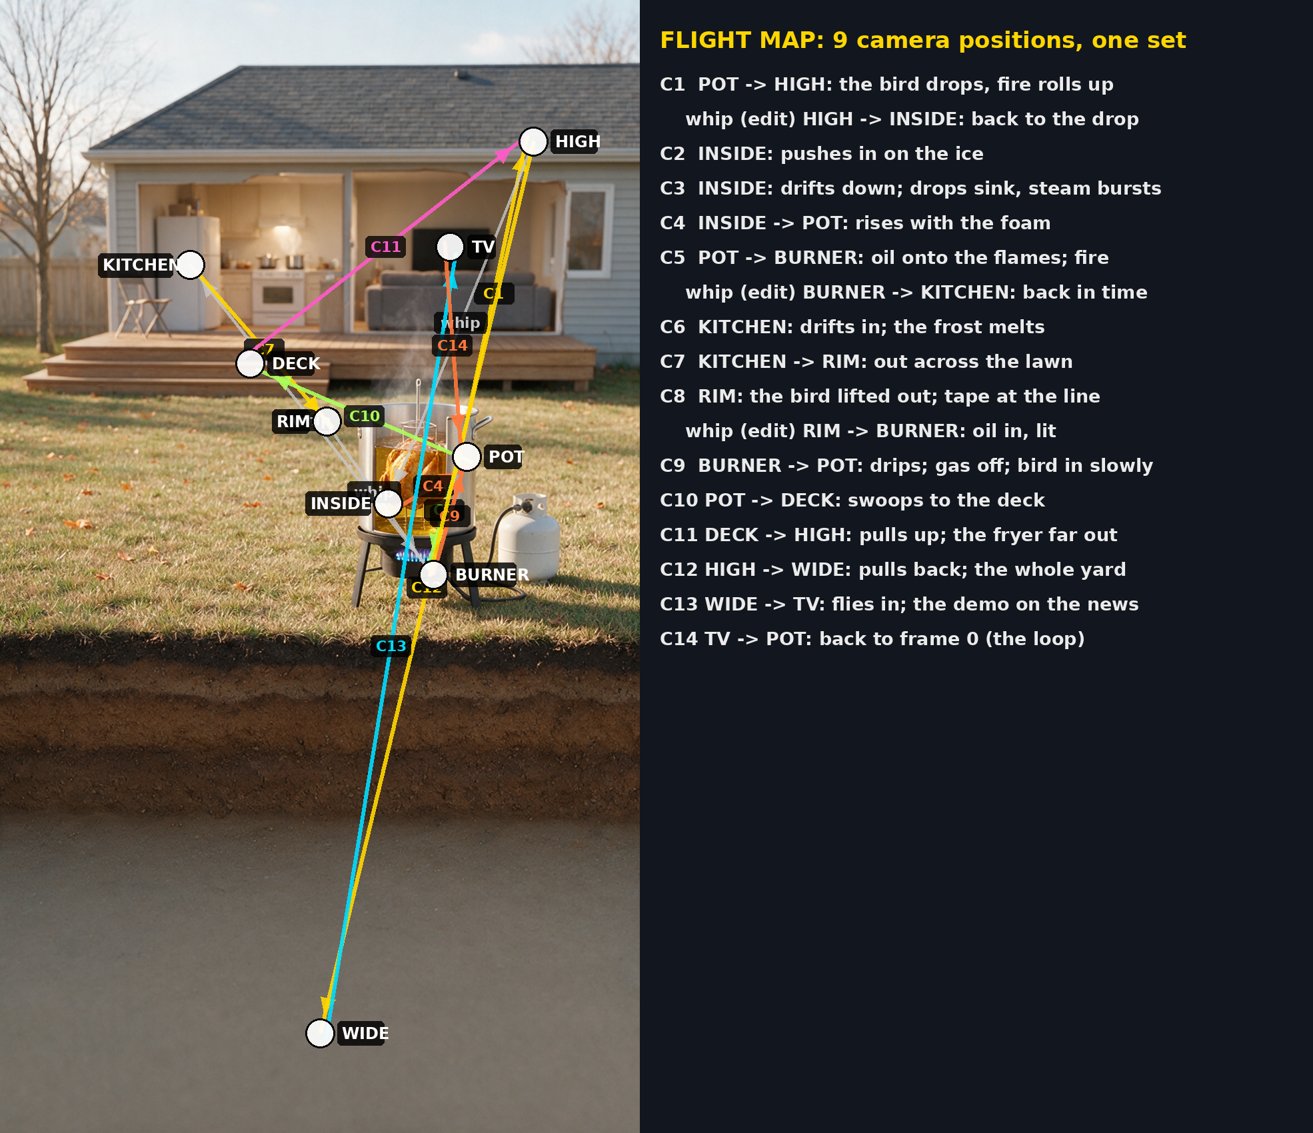 FLIGHT MAP: 9 camera positions, one set
C1 POT -> HIGH: the bird drops, fire rolls up
whip (edit) HIGH -> INSIDE: back to the drop
C2 INSIDE: pushes in on the ice
C3 INSIDE: drifts down; drops sink, steam bursts
C4 INSIDE -> POT: rises with the foam
C5 POT -> BURNER: oil onto the flames; fire
whip (edit) BURNER -> KITCHEN: back in time
C6 KITCHEN: drifts in; the frost melts
C7 KITCHEN -> RIM: out across the lawn
C8 RIM: the bird lifted out; tape at the line
whip (edit) RIM -> BURNER: oil in, lit
C9 BURNER -> POT: drips; gas off; bird in slowly
C10 POT -> DECK: swoops to the deck
C11 DECK -> HIGH: pulls up; the fryer far out
C12 HIGH -> WIDE: pulls back; the whole yard
C13 WIDE -> TV: flies in; the demo on the news
C14 TV -> POT: back to frame 0 (the loop)
HIGH
C11
TV
KITCHEN
C1
whip
C14
DECK
C10
RIM
POT
C4
INSIDE
C9
BURNER
C12
C13
WIDE